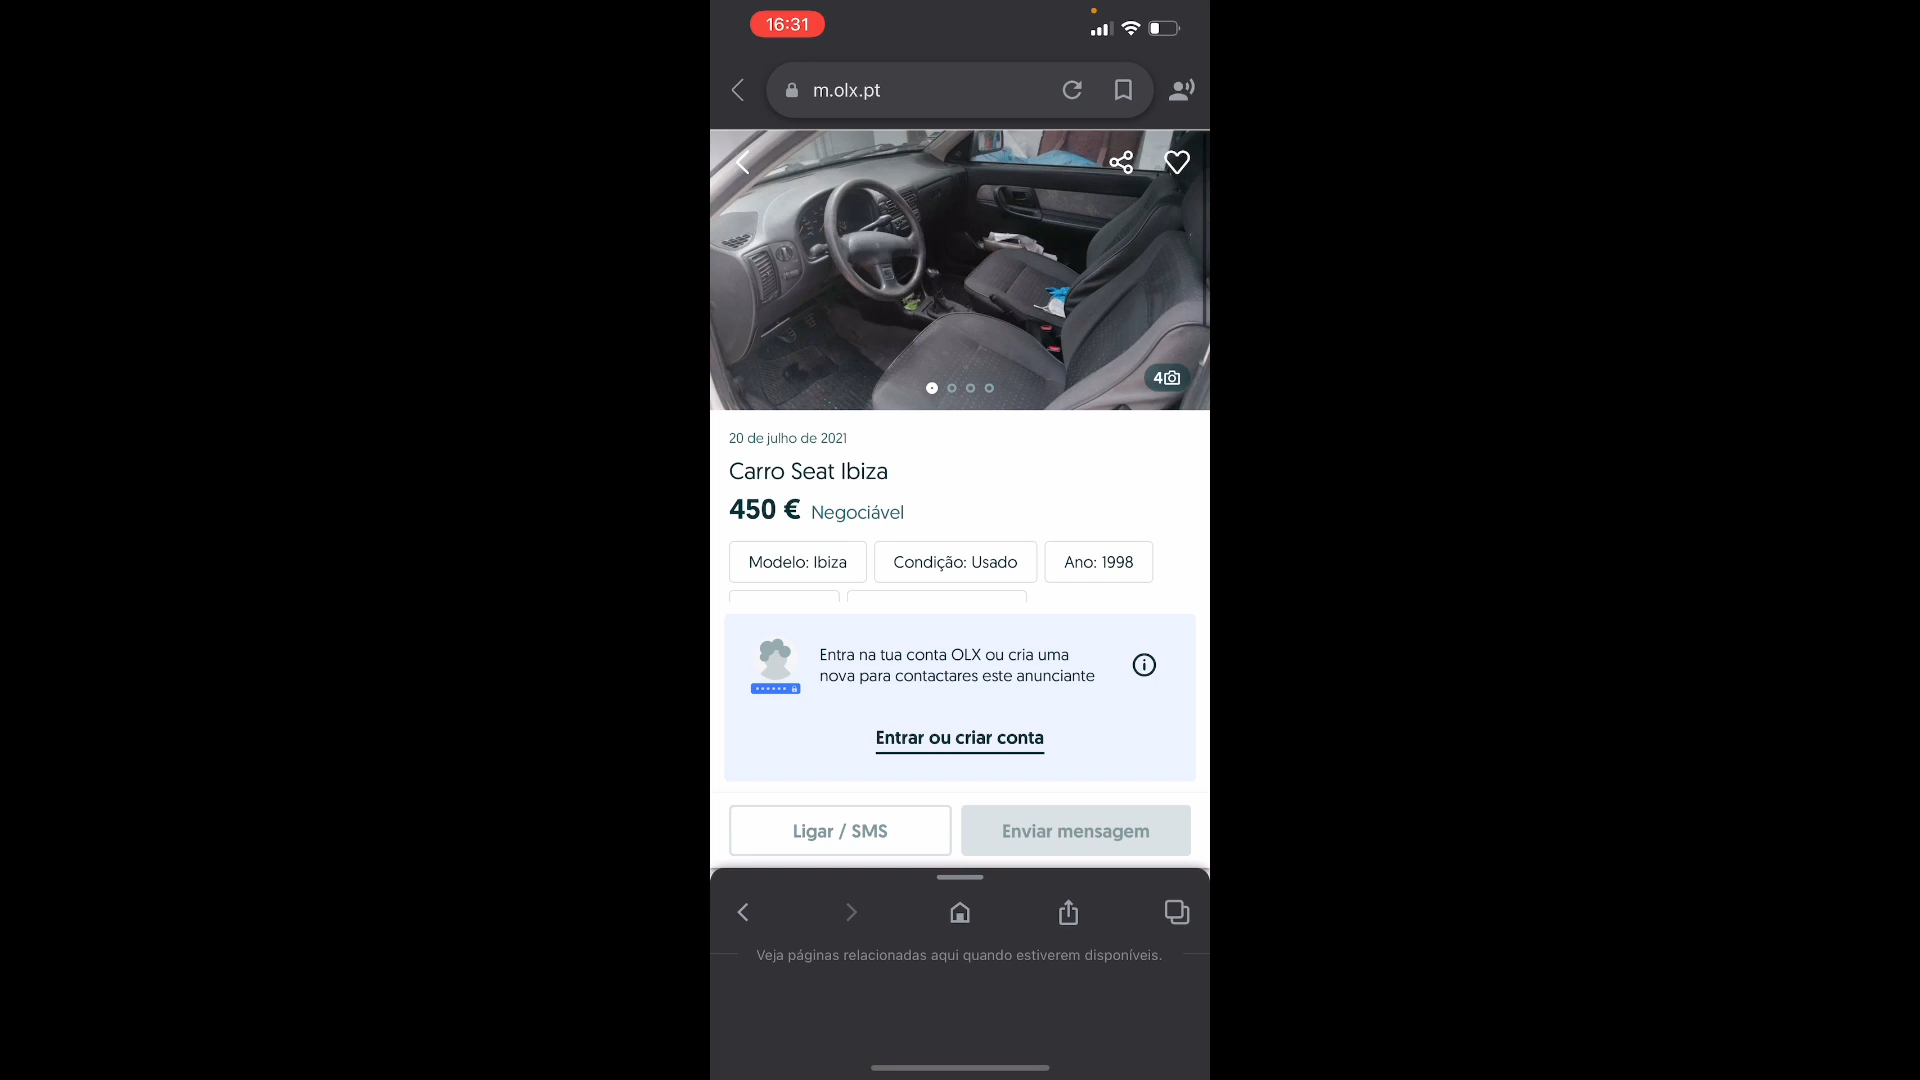 16:31
m.olx.pt
4
20 de julho de 2021
Carro Seat Ibiza
450 € Negociável
Modelo: Ibiza Condição: Usado Ano: 1998
Entra na tua conta OLX ou cria uma
nova para contactares este anunciante
Entrar ou criar conta
Ligar / SMS Enviar mensagem
Veja páginas relacionadas aqui quando estiverem disponíveis.